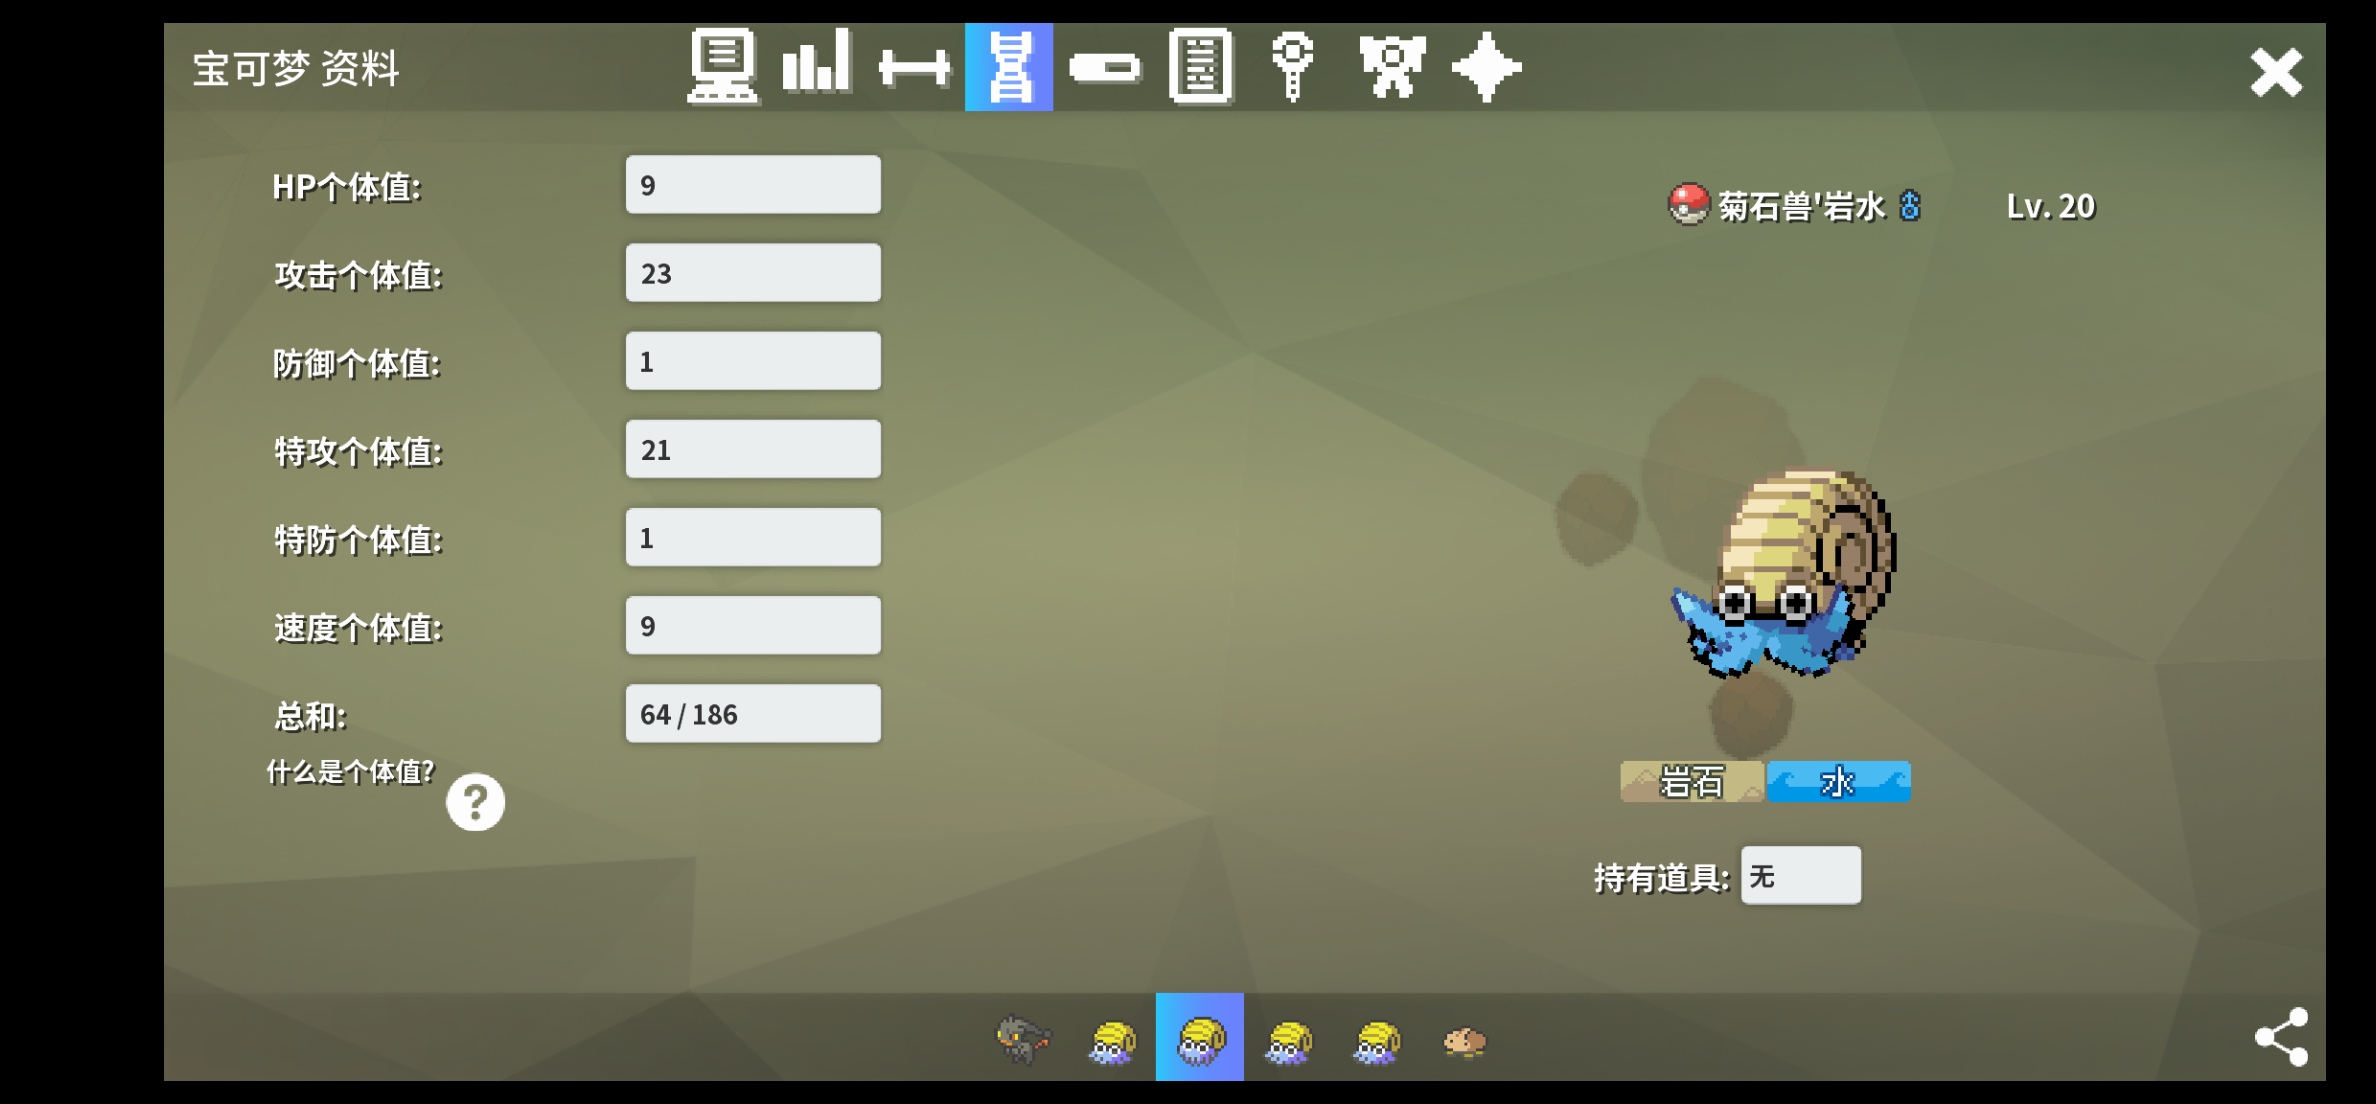 宝可梦 资料
HP个体值: 9
攻击个体值: 23
防御个体值: 1
特攻个体值: 21
特防个体值: 1
速度个体值: 9
总和: 64 / 186
什么是个体值?
?
菊石兽'岩水 Lv. 20
岩石 水
持有道具: 无